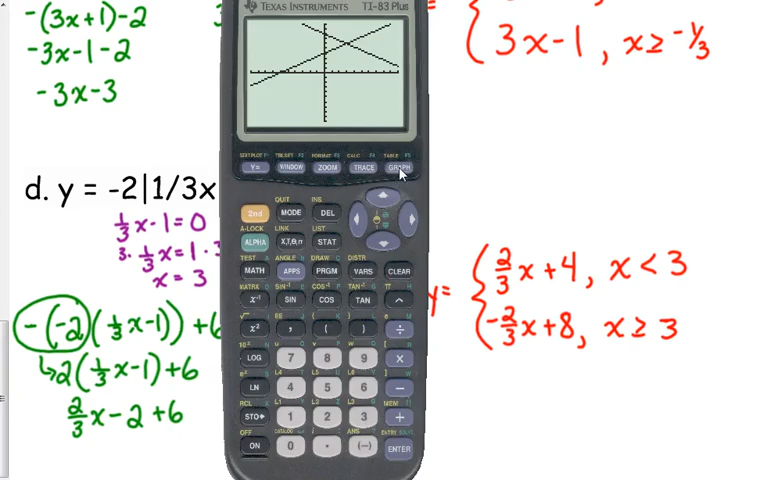 -(3x+1)-2
-3x-1-2
-3x-3
=
3x-1, x≥-1/3
d. y = -2|1/3x
1/3x-1=0
3. 1/3x=1·3
x=3
-(-2)(1/3x-1))+6
↳2(1/3x-1)+6
2/3x-2+6
y= 2/3x+4, x<3
-2/3x+8, x≥3
TEXAS INSTRUMENTS TI-83 Plus
STAT PLOT F1 TBLSET F2 FORMAT F3 CALC F4 TABLE F5
Y= WINDOW ZOOM TRACE GRAPH
QUIT INS
2nd MODE DEL
A-LOCK LINK LIST
ALPHA X,T,Θ,n STAT
TEST A ANGLE B DRAW C DISTR
MATH APPS PRGM VARS CLEAR
MATRX D SIN⁻¹ E COS⁻¹ F TAN⁻¹ G π H
x⁻¹ SIN COS TAN ^
x² , ( ) ÷
LOG 7 8 9 ×
LN 4 5 6 −
RCL X L1 Y L2 Z L3 MEM "
STO▸ 1 2 3 +
OFF CATALOG ANS ENTRY SOLVE
ON 0 . (−) ENTER